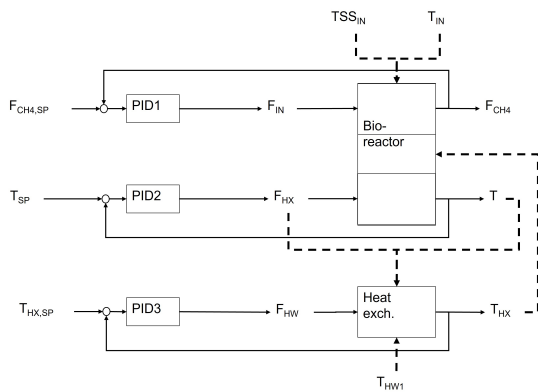 TSS_IN T_IN
F_CH4,SP PID1 F_IN F_CH4
Bio-
reactor
T_SP PID2 F_HX T
T_HX,SP PID3 F_HW Heat
exch. T_HX
T_HW1